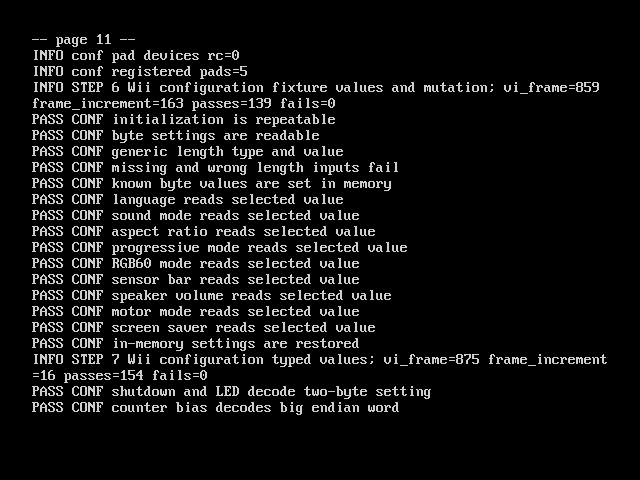 -- page 11 --
INFO conf pad devices rc=0
INFO conf registered pads=5
INFO STEP 6 Wii configuration fixture values and mutation; vi_frame=859
frame_increment=163 passes=139 fails=0
PASS CONF initialization is repeatable
PASS CONF byte settings are readable
PASS CONF generic length type and value
PASS CONF missing and wrong length inputs fail
PASS CONF known byte values are set in memory
PASS CONF language reads selected value
PASS CONF sound mode reads selected value
PASS CONF aspect ratio reads selected value
PASS CONF progressive mode reads selected value
PASS CONF RGB60 mode reads selected value
PASS CONF sensor bar reads selected value
PASS CONF speaker volume reads selected value
PASS CONF motor mode reads selected value
PASS CONF screen saver reads selected value
PASS CONF in-memory settings are restored
INFO STEP 7 Wii configuration typed values; vi_frame=875 frame_increment
=16 passes=154 fails=0
PASS CONF shutdown and LED decode two-byte setting
PASS CONF counter bias decodes big endian word